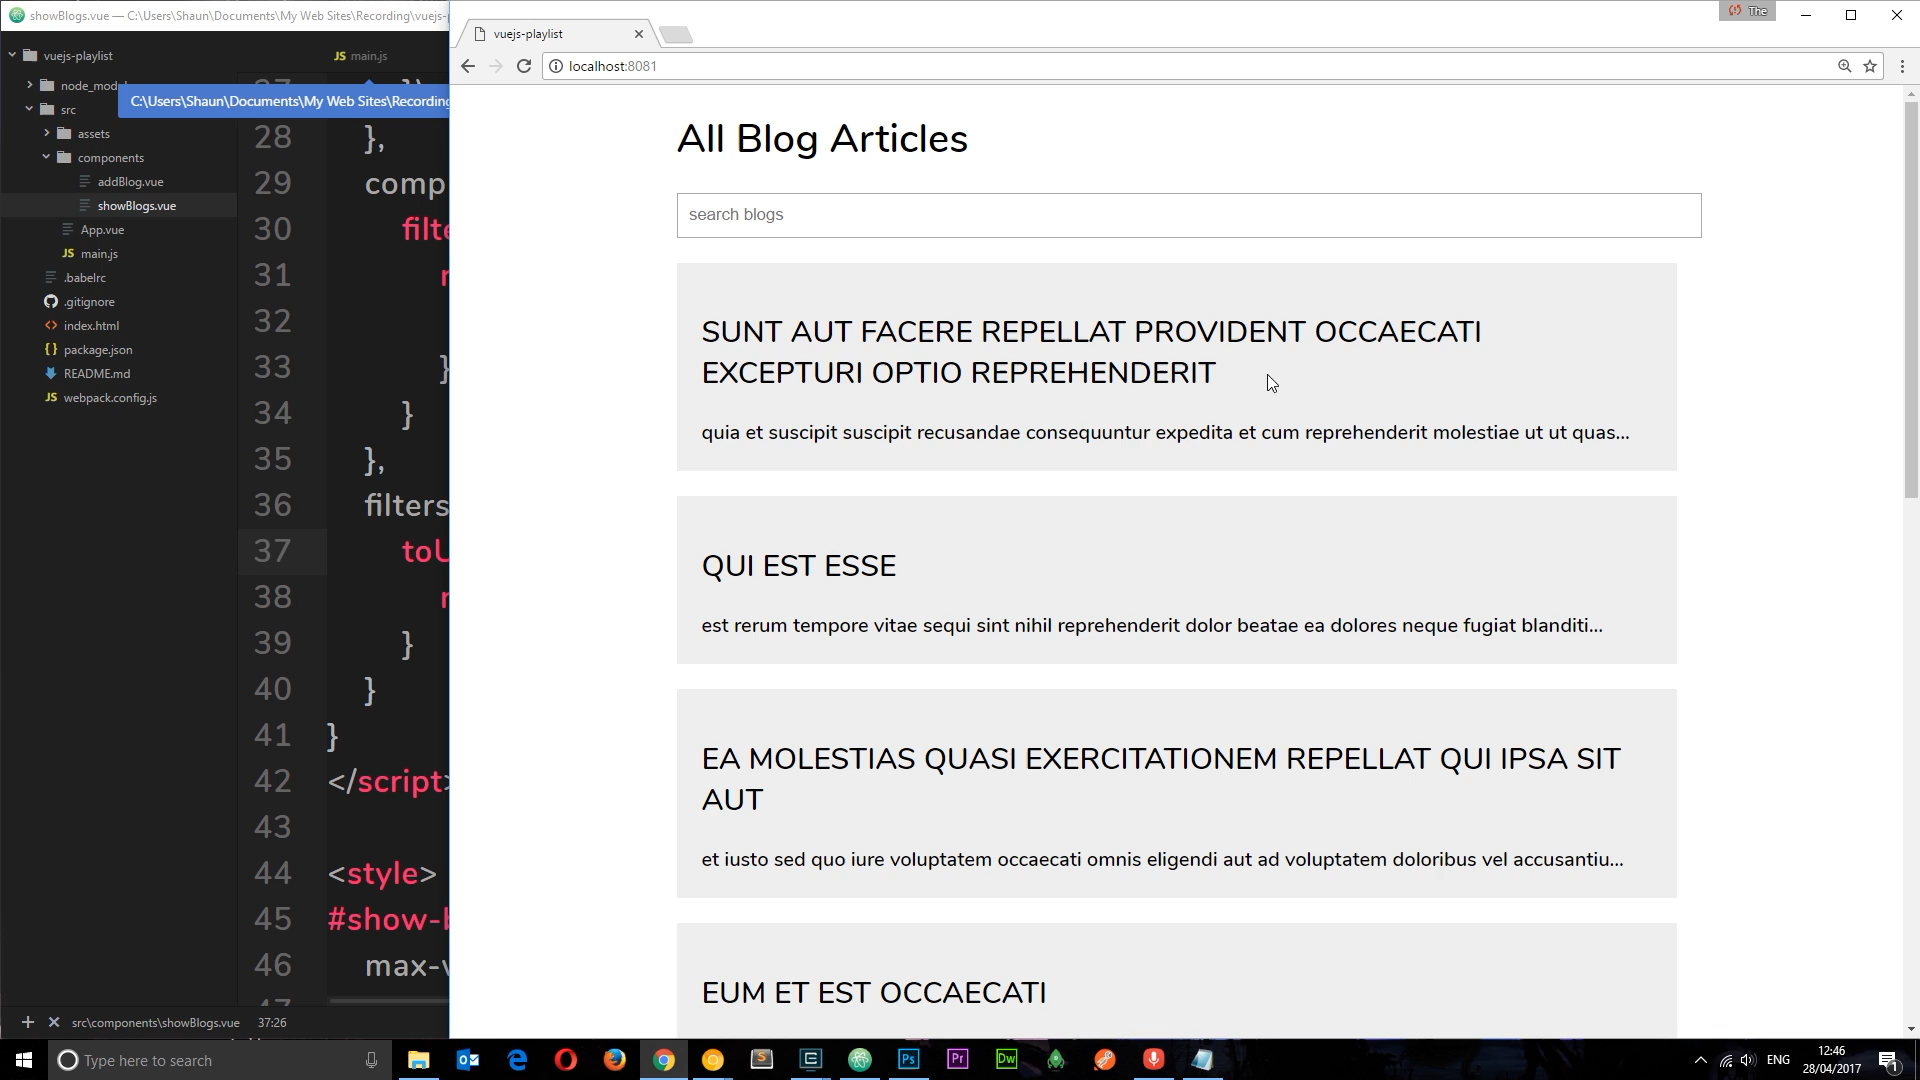 showBlogs.vue — C:\Users\Shaun\Documents\My Web Sites\Recording\vuejs-
The
vuejs-playlist
localhost:8081
vuejs-playlist
node_mod
src
assets
components
addBlog.vue
showBlogs.vue
App.vue
JS main.js
.babelrc
.gitignore
<> index.html
{} package.json
README.md
JS webpack.config.js
JS main.js
C:\Users\Shaun\Documents\My Web Sites\Recording
28 },
29 comp
30 filte
31 r
32
33 }
34 }
35 },
36 filters
37 toU
38 r
39 }
40 }
41 }
42 </script>
43
44 <style>
45 #show-b
46 max-v
src\components\showBlogs.vue 37:26
All Blog Articles
search blogs
SUNT AUT FACERE REPELLAT PROVIDENT OCCAECATI
EXCEPTURI OPTIO REPREHENDERIT
quia et suscipit suscipit recusandae consequuntur expedita et cum reprehenderit molestiae ut ut quas...
QUI EST ESSE
est rerum tempore vitae sequi sint nihil reprehenderit dolor beatae ea dolores neque fugiat blanditi...
EA MOLESTIAS QUASI EXERCITATIONEM REPELLAT QUI IPSA SIT
AUT
et iusto sed quo iure voluptatem occaecati omnis eligendi aut ad voluptatem doloribus vel accusantiu...
EUM ET EST OCCAECATI
Type here to search
Ps
Pr
Dw
ENG
12:46
28/04/2017
1